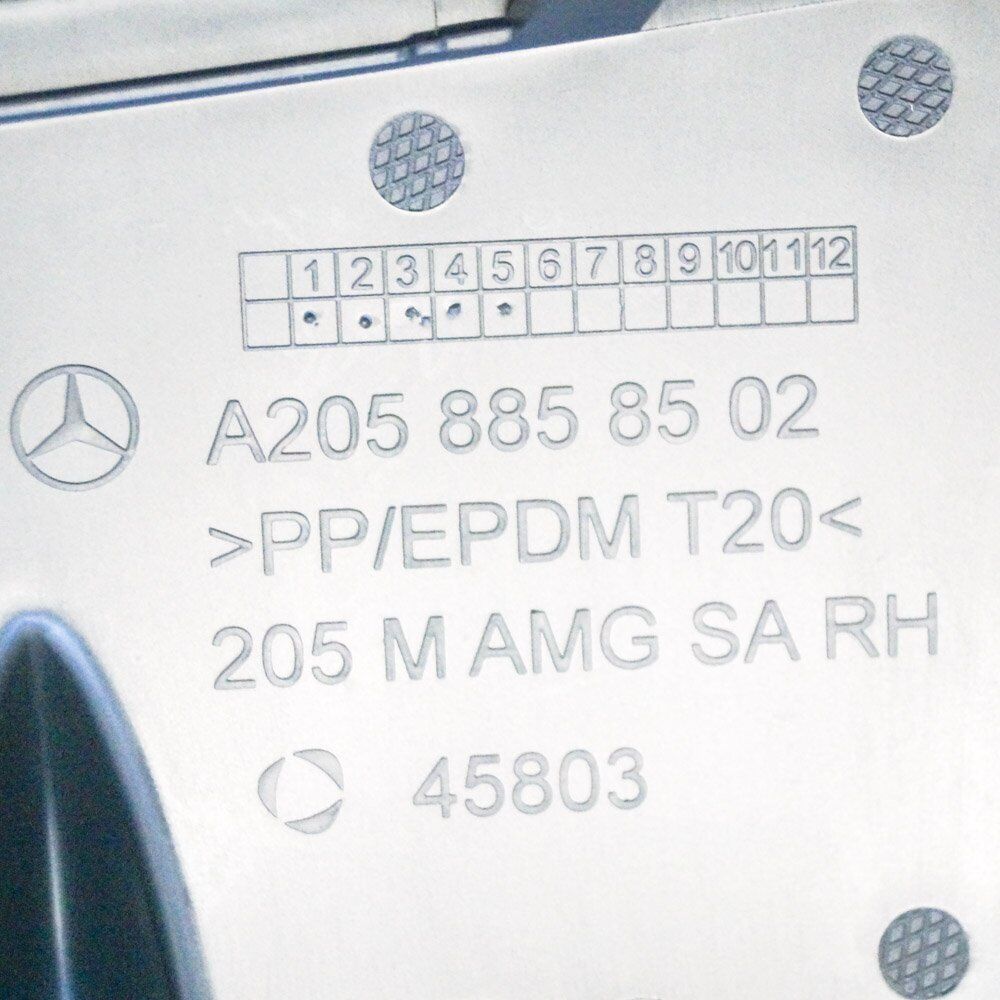 1 2 3 4 5 6 7 8 9 10 11 12
A205 885 85 02
>PP/EPDM T20<
205 M AMG SA RH
45803